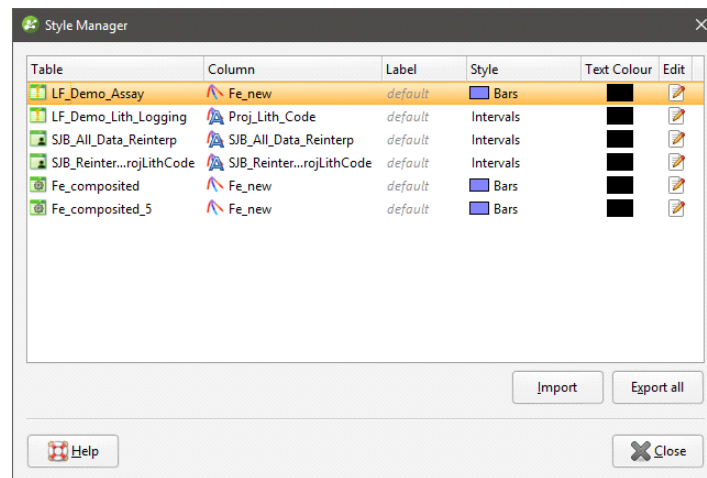 Style Manager
Table Column Label Style Text Colour Edit
LF_Demo_Assay Fe_new default Bars
LF_Demo_Lith_Logging Proj_Lith_Code default Intervals
SJB_All_Data_Reinterp SJB_All_Data_Reinterp default Intervals
SJB_Reinter...rojLithCode SJB_Reinter...rojLithCode default Intervals
Fe_composited Fe_new default Bars
Fe_composited_5 Fe_new default Bars
Import Export all
Help Close